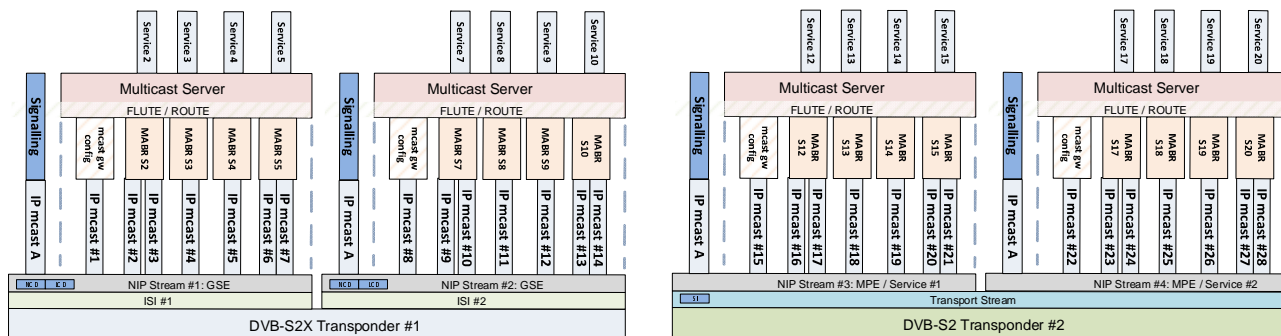 Service 2
Service 3
Service 4
Service 5
Service 7
Service 8
Service 9
Service 10
Service 12
Service 13
Service 14
Service 15
Service 17
Service 18
Service 19
Service 20
Signalling
Multicast Server
FLUTE / ROUTE
mcast gw
config
MABR S2
MABR S3
MABR S4
MABR S5
IP mcast A
IP mcast #1
IP mcast #2
IP mcast #3
IP mcast #4
IP mcast #5
IP mcast #6
IP mcast #7
NCD
LCD
NIP Stream #1: GSE
ISI #1
Signalling
Multicast Server
FLUTE / ROUTE
mcast gw
config
MABR S7
MABR S8
MABR S9
MABR
S10
IP mcast A
IP mcast #8
IP mcast #9
IP mcast #10
IP mcast #11
IP mcast #12
IP mcast #13
IP mcast #14
NCD
LCD
NIP Stream #2: GSE
ISI #2
DVB-S2X Transponder #1
Signalling
Multicast Server
FLUTE / ROUTE
mcast gw
config
MABR
S12
MABR
S13
MABR
S14
MABR
S15
IP mcast A
IP mcast #15
IP mcast #16
IP mcast #17
IP mcast #18
IP mcast #19
IP mcast #20
IP mcast #21
NIP Stream #3: MPE / Service #1
Signalling
Multicast Server
FLUTE / ROUTE
mcast gw
config
MABR
S17
MABR
S18
MABR
S19
MABR
S20
IP mcast A
IP mcast #22
IP mcast #23
IP mcast #24
IP mcast #25
IP mcast #26
IP mcast #27
IP mcast #28
NIP Stream #4: MPE / Service #2
SI
Transport Stream
DVB-S2 Transponder #2